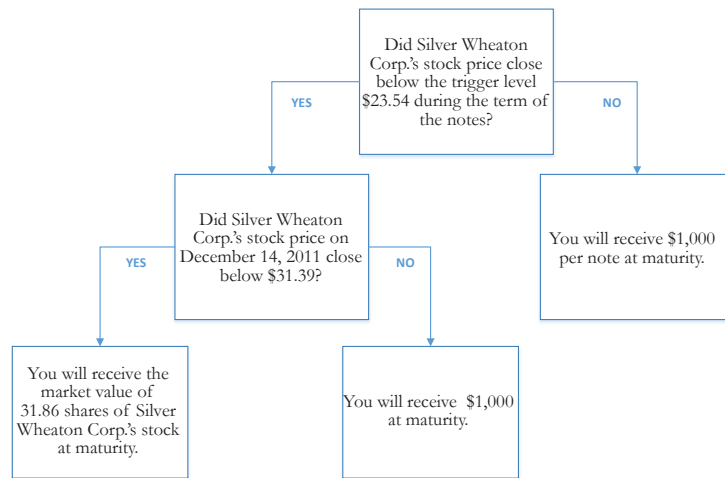 Did Silver Wheaton
Corp.'s stock price close
below the trigger level
$23.54 during the term of
the notes?
YES
NO
Did Silver Wheaton
Corp.'s stock price on
December 14, 2011 close
below $31.39?
You will receive $1,000
per note at maturity.
YES
NO
You will receive the
market value of
31.86 shares of Silver
Wheaton Corp.'s stock
at maturity.
You will receive $1,000
at maturity.